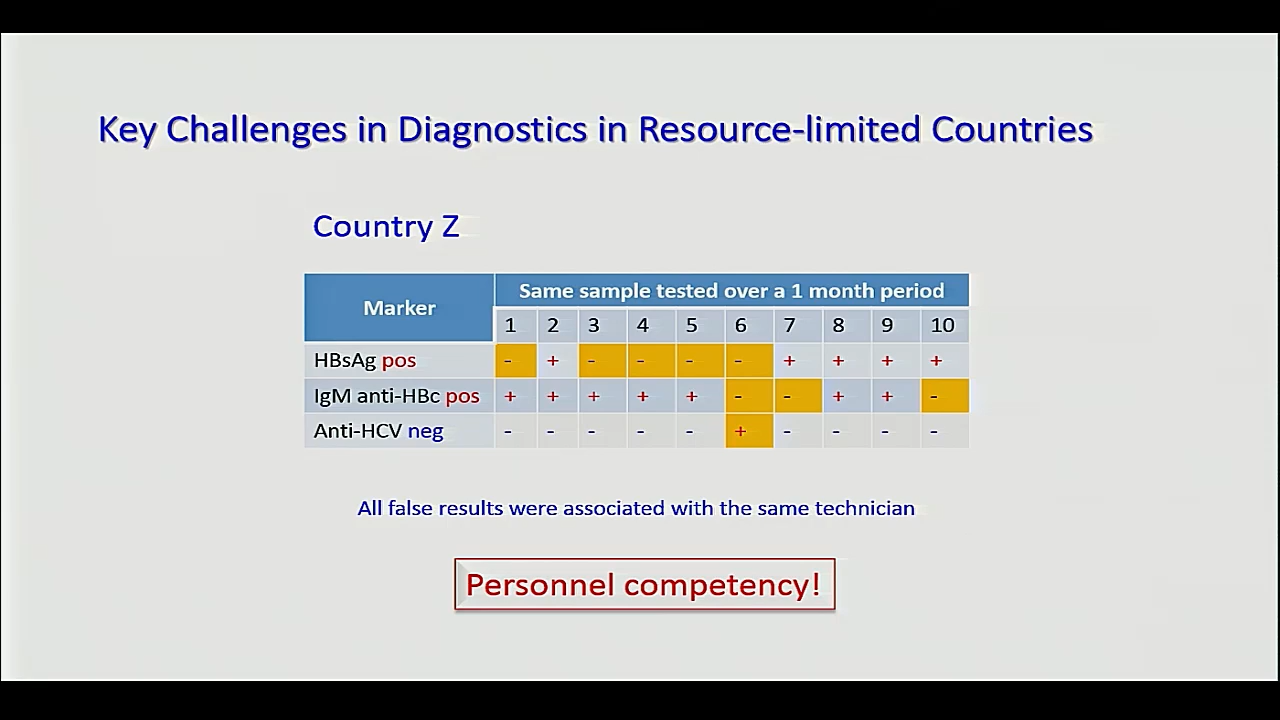 Key Challenges in Diagnostics in Resource-limited Countries
Country Z
Marker
Same sample tested over a 1 month period
1 2 3 4 5 6 7 8 9 10
HBsAg pos - + - - - - + + + +
IgM anti-HBc pos + + + + + - - + + -
Anti-HCV neg - - - - - + - - - -
All false results were associated with the same technician
Personnel competency!